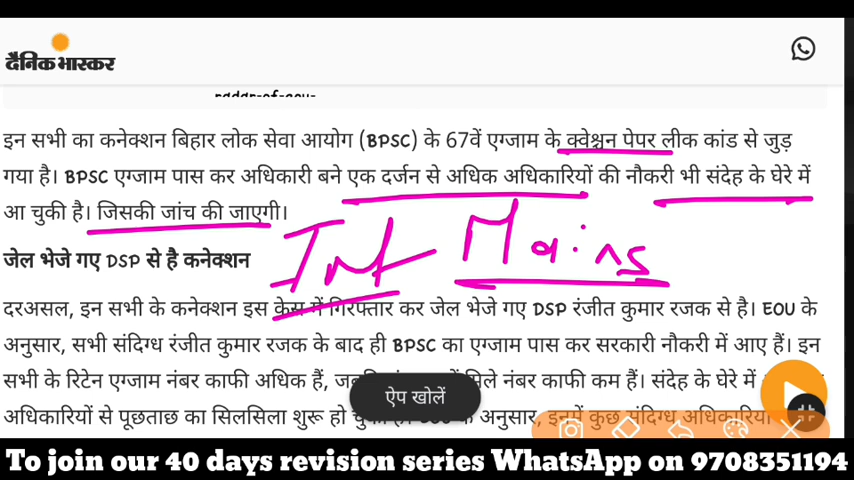 दैनिक भास्कर
इन सभी का कनेक्शन बिहार लोक सेवा आयोग (BPSC) के 67वें एग्जाम के क्वेश्चन पेपर लीक कांड से जुड़
गया है। BPSC एग्जाम पास कर अधिकारी बने एक दर्जन से अधिक अधिकारियों की नौकरी भी संदेह के घेरे में
आ चुकी है। जिसकी जांच की जाएगी।
Int Mains
जेल भेजे गए DSP से है कनेक्शन
दरअसल, इन सभी के कनेक्शन इस केस में गिरफ्तार कर जेल भेजे गए DSP रंजीत कुमार रजक से है। EOU के
अनुसार, सभी संदिग्ध रंजीत कुमार रजक के बाद ही BPSC का एग्जाम पास कर सरकारी नौकरी में आए हैं। इन
सभी के रिटेन एग्जाम नंबर काफी अधिक हैं, मिले नंबर काफी कम हैं। संदेह के घेरे में
ऐप खोलें
अधिकारियों से पूछताछ का सिलसिला शुरू हो के अनुसार, इनमें कुछ संदिग्ध
To join our 40 days revision series WhatsApp on 9708351194